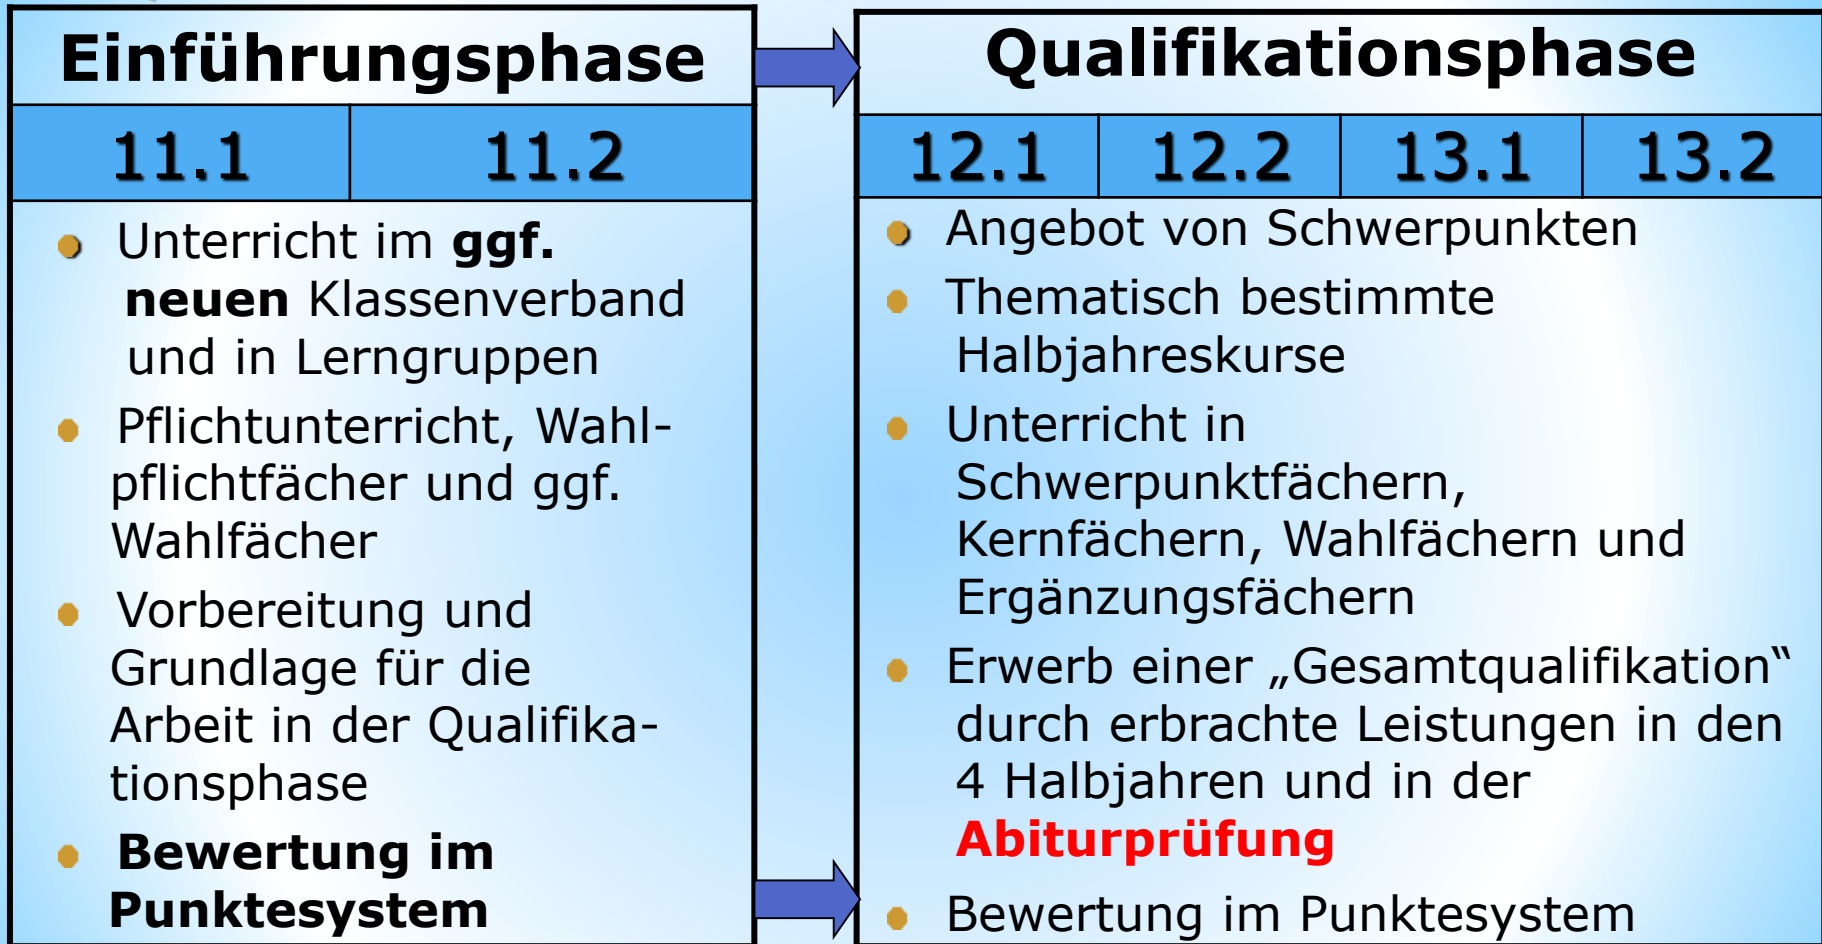 Einführungsphase
11.1 11.2
Unterricht im ggf.
neuen Klassenverband
und in Lerngruppen
Pflichtunterricht, Wahl-
pflichtfächer und ggf.
Wahlfächer
Vorbereitung und
Grundlage für die
Arbeit in der Qualifika-
tionsphase
Bewertung im
Punktesystem
Qualifikationsphase
12.1 12.2 13.1 13.2
Angebot von Schwerpunkten
Thematisch bestimmte
Halbjahreskurse
Unterricht in
Schwerpunktfächern,
Kernfächern, Wahlfächern und
Ergänzungsfächern
Erwerb einer „Gesamtqualifikation“
durch erbrachte Leistungen in den
4 Halbjahren und in der
Abiturprüfung
Bewertung im Punktesystem